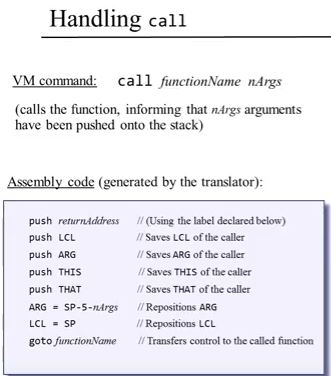 Handling call
VM command: call functionName nArgs
(calls the function, informing that nArgs arguments
have been pushed onto the stack)
Assembly code (generated by the translator):
push returnAddress // (Using the label declared below)
push LCL // Saves LCL of the caller
push ARG // Saves ARG of the caller
push THIS // Saves THIS of the caller
push THAT // Saves THAT of the caller
ARG = SP-5-nArgs // Repositions ARG
LCL = SP // Repositions LCL
goto functionName // Transfers control to the called function